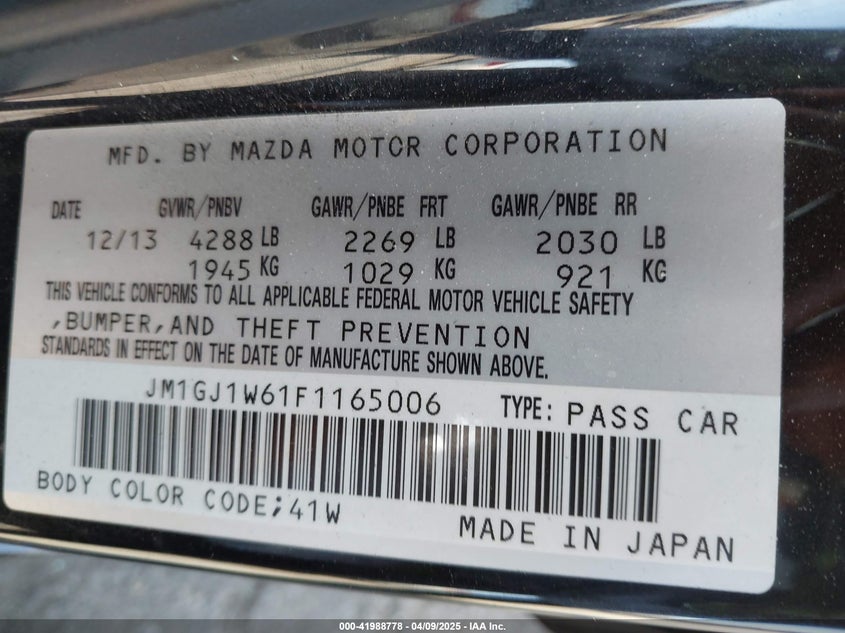 MFD. BY MAZDA MOTOR CORPORATION
DATE GVWR/PNBV GAWR/PNBE FRT GAWR/PNBE RR
12/13 4288 LB 2269 LB 2030 LB
1945 KG 1029 KG 921 KG
THIS VEHICLE CONFORMS TO ALL APPLICABLE FEDERAL MOTOR VEHICLE SAFETY
,BUMPER,AND THEFT PREVENTION
STANDARDS IN EFFECT ON THE DATE OF MANUFACTURE SHOWN ABOVE.
JM1GJ1W61F1165006 TYPE: PASS CAR
BODY COLOR CODE;41W
MADE IN JAPAN
000-41988778 - 04/09/2025 - IAA Inc.